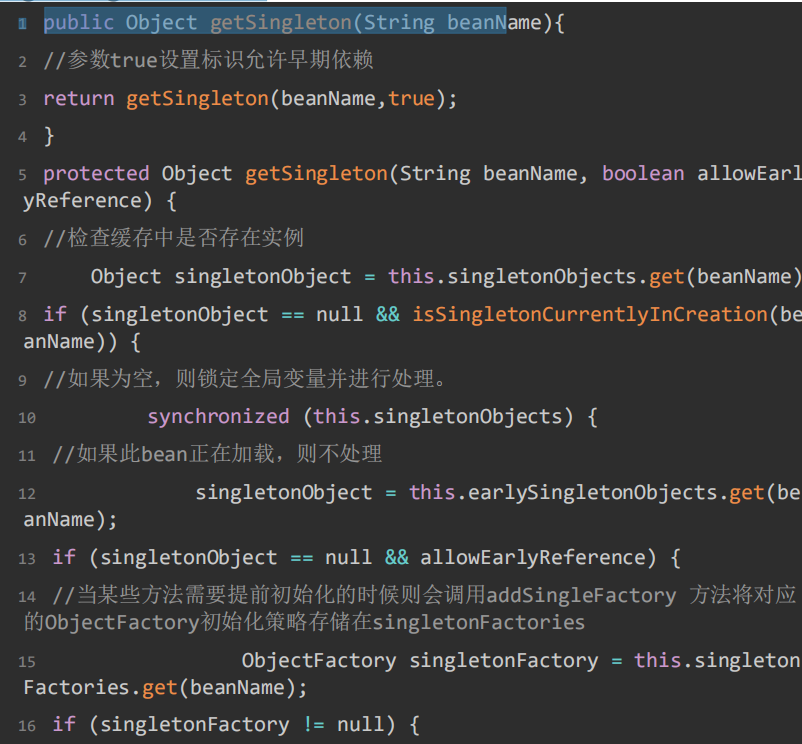 1 public Object getSingleton(String beanName){
2 //参数true设置标识允许早期依赖
3 return getSingleton(beanName,true);
4 }
5 protected Object getSingleton(String beanName, boolean allowEarl
yReference) {
6 //检查缓存中是否存在实例
7 Object singletonObject = this.singletonObjects.get(beanName)
8 if (singletonObject == null && isSingletonCurrentlyInCreation(be
anName)) {
9 //如果为空，则锁定全局变量并进行处理。
10 synchronized (this.singletonObjects) {
11 //如果此bean正在加载，则不处理
12 singletonObject = this.earlySingletonObjects.get(be
anName);
13 if (singletonObject == null && allowEarlyReference) {
14 //当某些方法需要提前初始化的时候则会调用addSingleFactory 方法将对应
的ObjectFactory初始化策略存储在singletonFactories
15 ObjectFactory singletonFactory = this.singleton
Factories.get(beanName);
16 if (singletonFactory != null) {